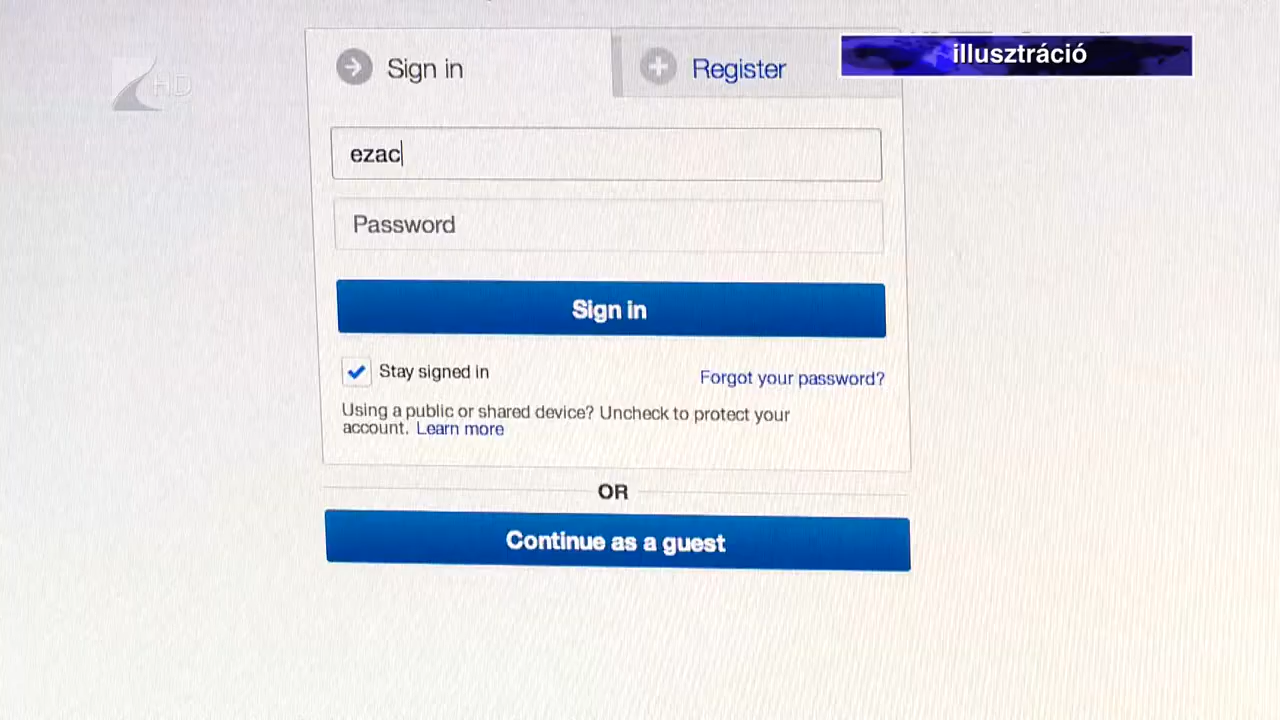 illusztráció
HD
Sign in
Register
ezac
Password
Sign in
Stay signed in
Forgot your password?
Using a public or shared device? Uncheck to protect your
account. Learn more
OR
Continue as a guest